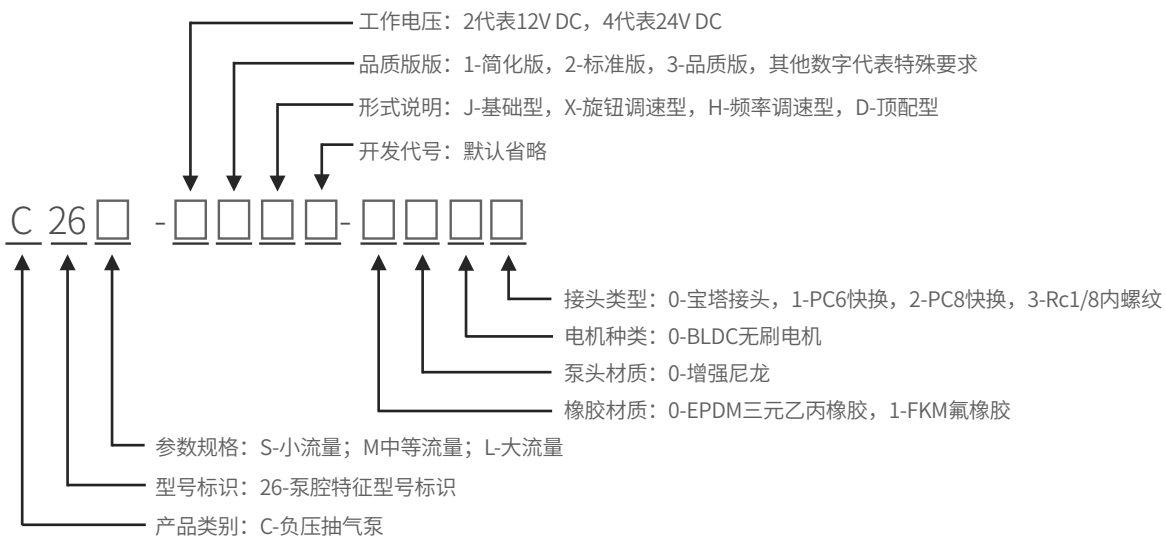 工作电压：2代表12V DC，4代表24V DC
品质版版：1-简化版，2-标准版，3-品质版，其他数字代表特殊要求
形式说明：J-基础型，X-旋钮调速型，H-频率调速型，D-顶配型
开发代号：默认省略
C 26□ -□□□□-□□□□
接头类型：0-宝塔接头，1-PC6快换，2-PC8快换，3-Rc1/8内螺纹
电机种类：0-BLDC无刷电机
泵头材质：0-增强尼龙
橡胶材质：0-EPDM三元乙丙橡胶，1-FKM氟橡胶
参数规格：S-小流量；M中等流量；L-大流量
型号标识：26-泵腔特征型号标识
产品类别：C-负压抽气泵